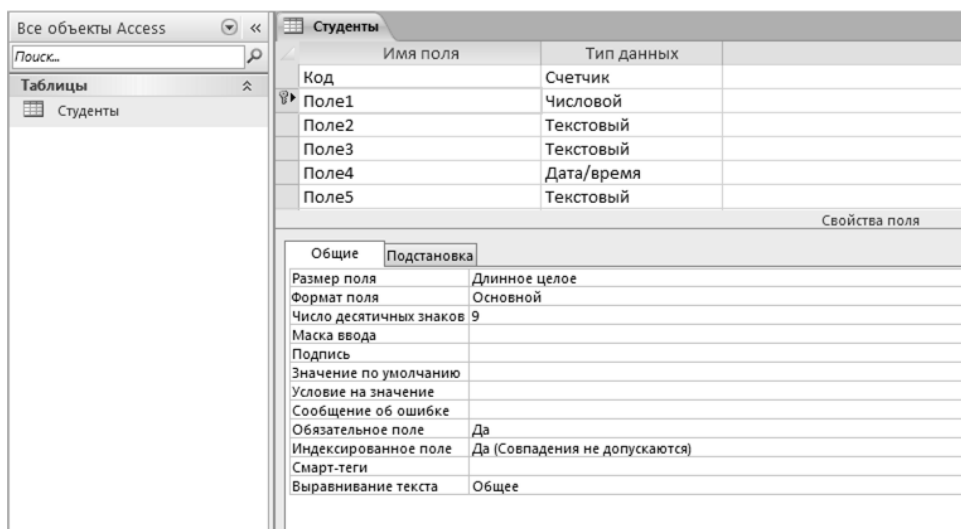 Все объекты Access
Поиск...
Таблицы
Студенты
Студенты
Имя поля Тип данных
Код Счетчик
Поле1 Числовой
Поле2 Текстовый
Поле3 Текстовый
Поле4 Дата/время
Поле5 Текстовый
Свойства поля
Общие Подстановка
Размер поля Длинное целое
Формат поля Основной
Число десятичных знаков 9
Маска ввода
Подпись
Значение по умолчанию
Условие на значение
Сообщение об ошибке
Обязательное поле Да
Индексированное поле Да (Совпадения не допускаются)
Смарт-теги
Выравнивание текста Общее